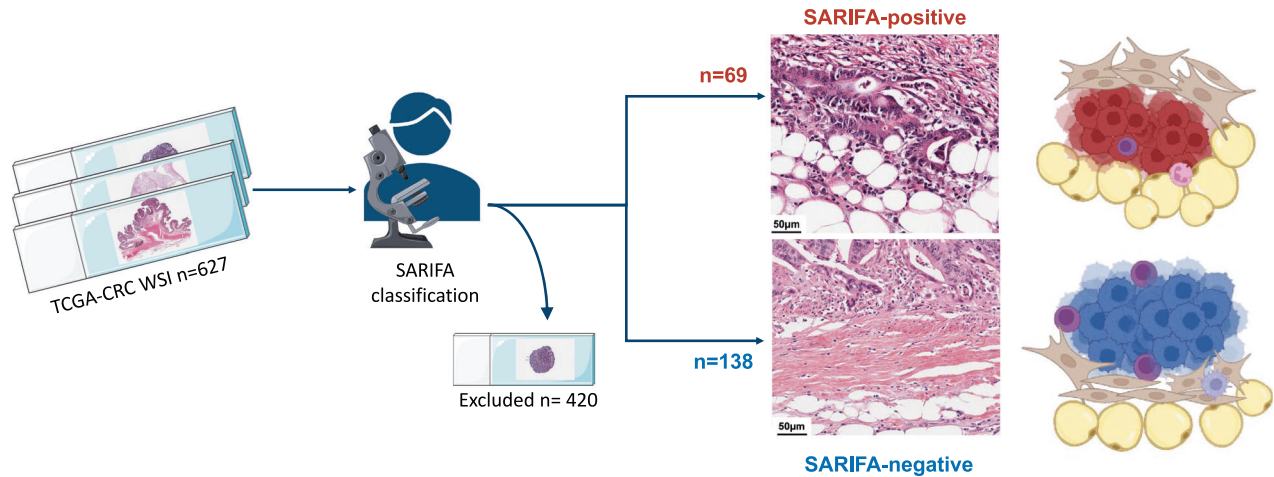 SARIFA-positive
n=69
TCGA-CRC WSI n=627
SARIFA
classification
50µm
Excluded n= 420
n=138
50µm
SARIFA-negative